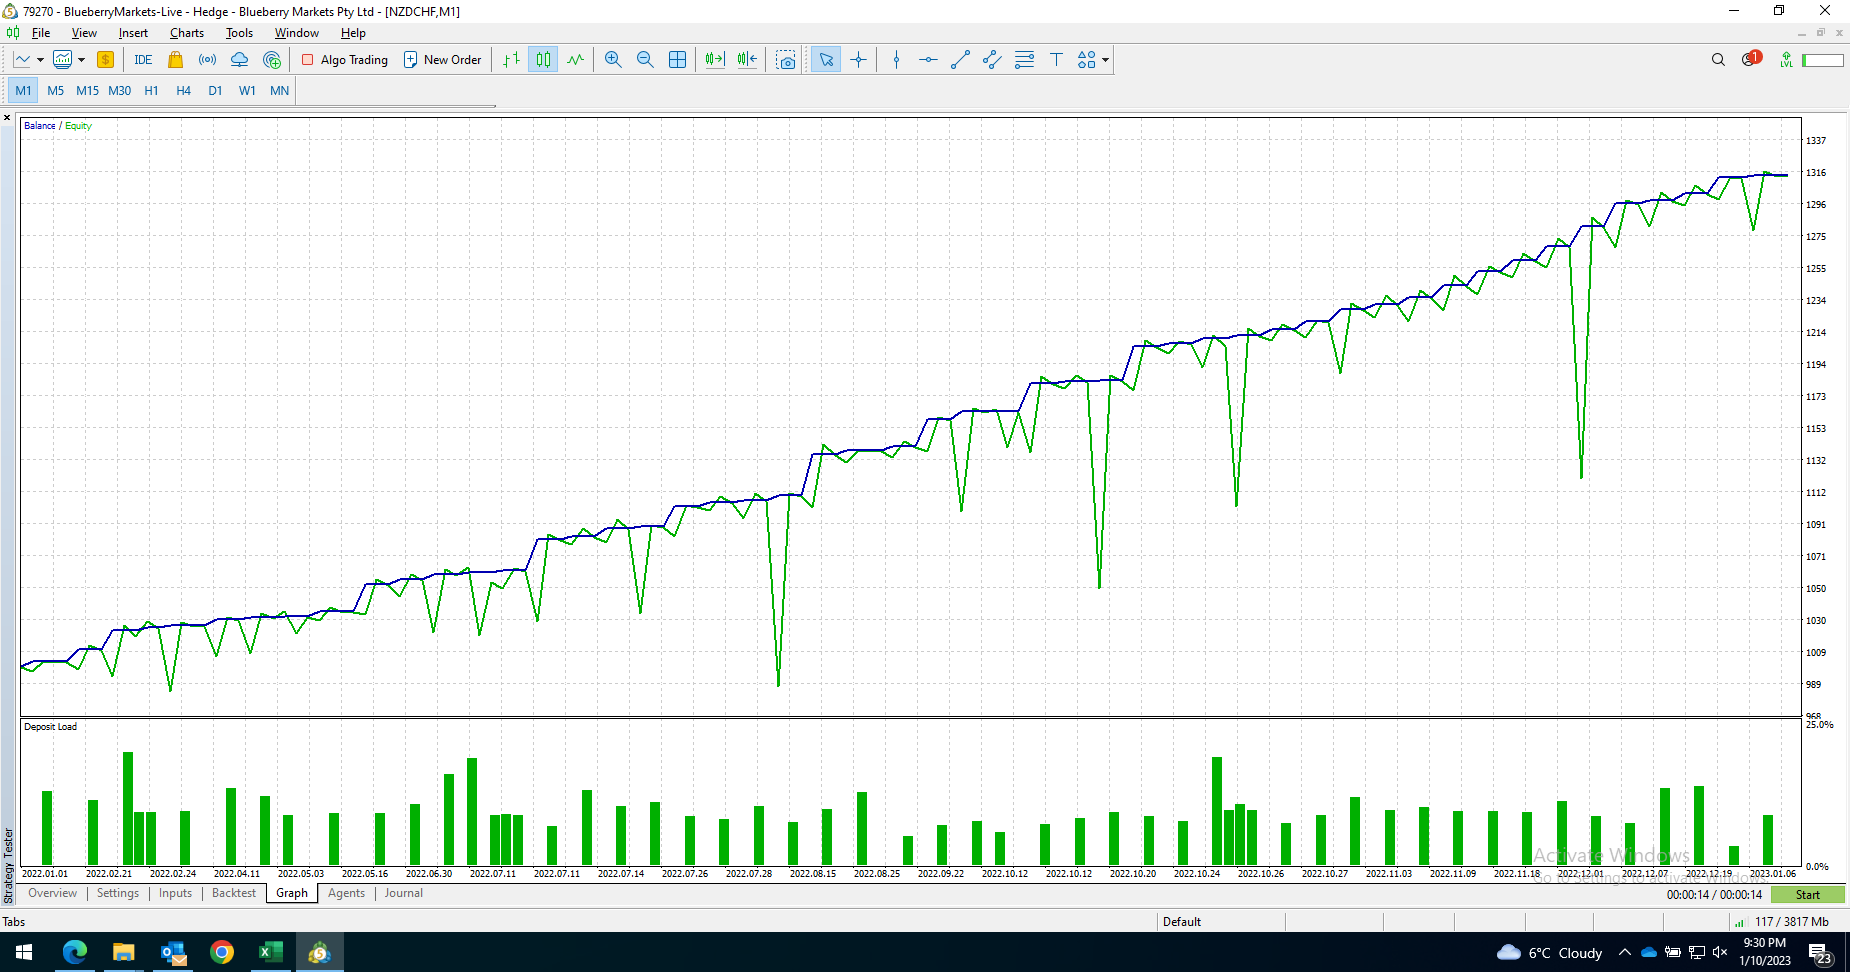 79270 - BlueberryMarkets-Live - Hedge - Blueberry Markets Pty Ltd - [NZDCHF,M1]
File View Insert Charts Tools Window Help
$ IDE Algo Trading New Order T 1 LVL
M1 M5 M15 M30 H1 H4 D1 W1 MN
Balance / Equity
1337
1316
1296
1275
1255
1234
1214
1194
1173
1153
1132
1112
1091
1071
1050
1030
1009
989
968
25.0%
Deposit Load
0.0%
Activate Windows
Go to Settings to activate Windows.
2022.01.01 2022.02.21 2022.02.24 2022.04.11 2022.05.03 2022.05.16 2022.06.30 2022.07.11 2022.07.11 2022.07.14 2022.07.26 2022.07.28 2022.08.15 2022.08.25 2022.09.22 2022.10.12 2022.10.12 2022.10.20 2022.10.24 2022.10.26 2022.10.27 2022.11.03 2022.11.09 2022.11.18 2022.12.01 2022.12.07 2022.12.19 2023.01.06
Strategy Tester
Overview Settings Inputs Backtest Graph Agents Journal
00:00:14 / 00:00:14 Start
Tabs Default 117 / 3817 Mb
6°C Cloudy
9:30 PM
1/10/2023
23